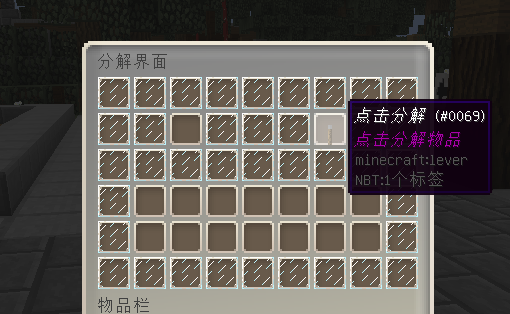 分解界面
点击分解 (#0069)
点击分解物品
minecraft:lever
NBT:1个标签
物品栏